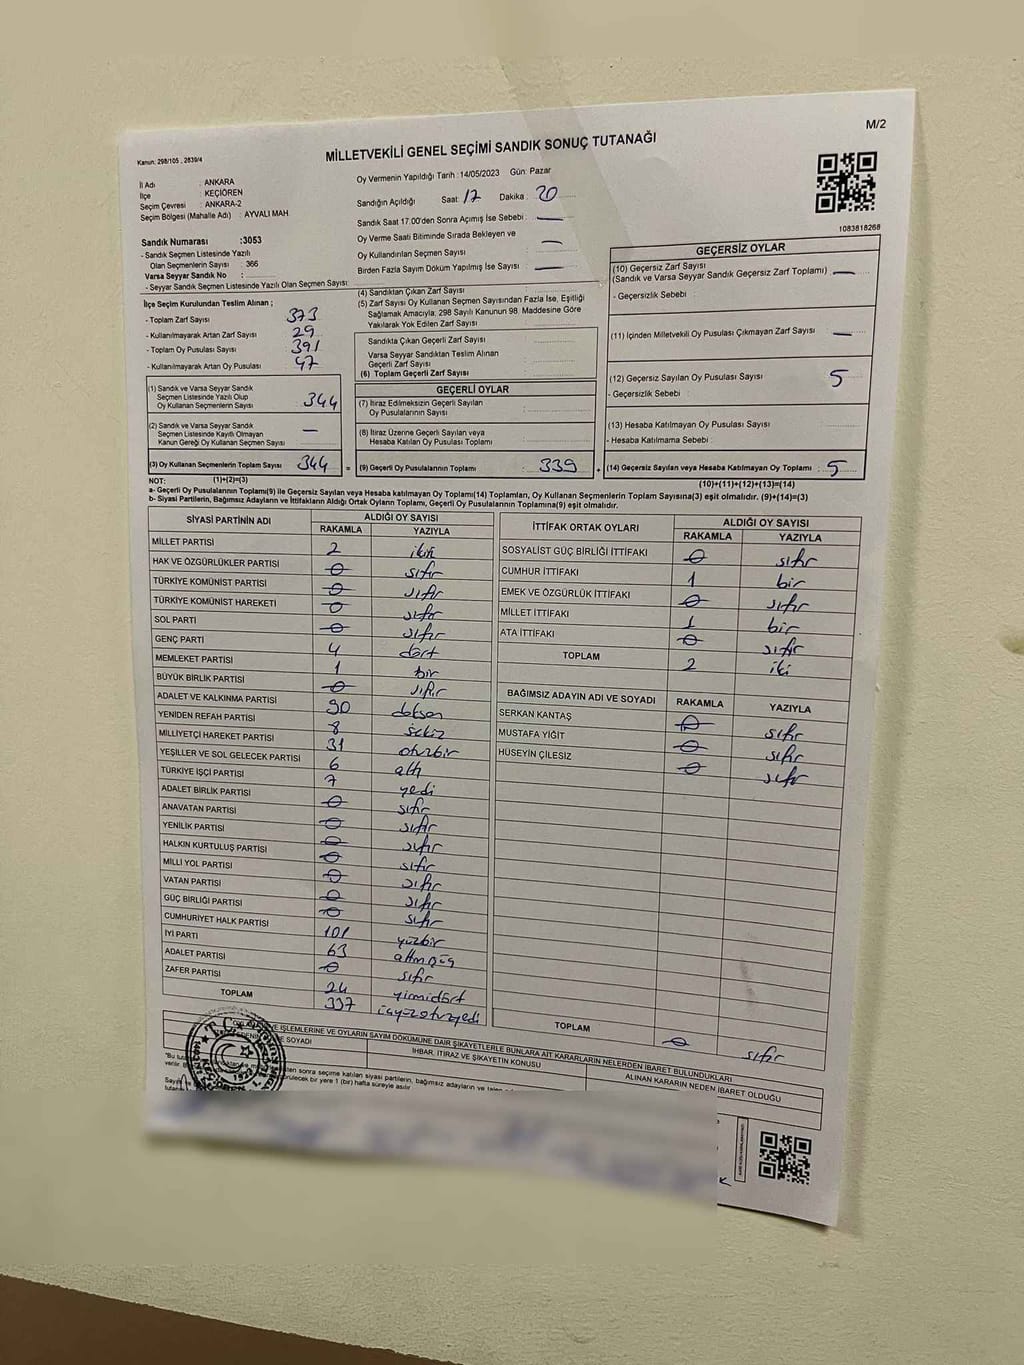 M/2
Kanun: 298/105 , 2839/4
MİLLETVEKİLİ GENEL SEÇİMİ SANDIK SONUÇ TUTANAĞI
İl Adı : ANKARA
İlçe : KEÇİÖREN
Seçim Çevresi : ANKARA-2
Seçim Bölgesi (Mahalle Adı) : AYVALI MAH
Oy Vermenin Yapıldığı Tarih : 14/05/2023 Gün: Pazar
Sandığın Açıldığı Saat: 17 Dakika : 20
Sandık Saat 17.00'den Sonra Açımış İse Sebebi : —
Oy Verme Saati Bitiminde Sırada Bekleyen ve
Oy Kullandırılan Seçmen Sayısı —
Birden Fazla Sayım Döküm Yapılmış İse Sayısı —
1083818268
Sandık Numarası :3053
- Sandık Seçmen Listesinde Yazılı
Olan Seçmenlerin Sayısı : 366
Varsa Seyyar Sandık No :
- Seyyar Sandık Seçmen Listesinde Yazılı Olan Seçmen Sayısı:
İlçe Seçim Kurulundan Teslim Alınan ;
- Toplam Zarf Sayısı 373
- Kullanılmayarak Artan Zarf Sayısı 29
- Toplam Oy Pusulası Sayısı 391
- Kullanılmayarak Artan Oy Pusulası 47
(1) Sandık ve Varsa Seyyar Sandık
Seçmen Listesinde Yazılı Olup
Oy Kullanan Seçmenlerin Sayısı 344
(2) Sandık ve Varsa Seyyar Sandık
Seçmen Listesinde Kayıtlı Olmayan
Kanun Gereği Oy Kullanan Seçmen Sayısı —
(3) Oy Kullanan Seçmenlerin Toplam Sayısı 344 =
(4) Sandıktan Çıkan Zarf Sayısı
(5) Zarf Sayısı Oy Kullanan Seçmen Sayısından Fazla İse, Eşitliği
Sağlamak Amacıyla; 298 Sayılı Kanunun 98. Maddesine Göre
Yakılarak Yok Edilen Zarf Sayısı
Sandıkta Çıkan Geçerli Zarf Sayısı
Varsa Seyyar Sandıktan Teslim Alınan
Geçerli Zarf Sayısı
(6) Toplam Geçerli Zarf Sayısı
GEÇERLİ OYLAR
(7) İtiraz Edilmeksizin Geçerli Sayılan
Oy Pusulalarının Sayısı
(8) İtiraz Üzerine Geçerli Sayılan veya
Hesaba Katılan Oy Pusulası Toplamı
(9) Geçerli Oy Pusulalarının Toplamı 339 +
GEÇERSİZ OYLAR
(10) Geçersiz Zarf Sayısı
(Sandık ve Varsa Seyyar Sandık Geçersiz Zarf Toplamı) —
- Geçersizlik Sebebi :
(11) İçinden Milletvekili Oy Pusulası Çıkmayan Zarf Sayısı —
(12) Geçersiz Sayılan Oy Pusulası Sayısı 5
- Geçersizlik Sebebi :
(13) Hesaba Katılmayan Oy Pusulası Sayısı
- Hesaba Katılmama Sebebi
(14) Geçersiz Sayılan veya Hesaba Katılmayan Oy Toplamı : 5
NOT: (1)+(2)=(3) (10)+(11)+(12)+(13)=(14)
a- Geçerli Oy Pusulalarının Toplamı(9) ile Geçersiz Sayılan veya Hesaba katılmayan Oy Toplamı(14) Toplamları, Oy Kullanan Seçmenlerin Toplam Sayısına(3) eşit olmalıdır. (9)+(14)=(3)
b- Siyasi Partilerin, Bağımsız Adayların ve İttifakların Aldığı Ortak Oyların Toplamı, Geçerli Oy Pusulalarının Toplamına(9) eşit olmalıdır.
SİYASİ PARTİNİN ADI ALDIĞI OY SAYISI
RAKAMLA YAZIYLA
MİLLET PARTİSİ 2 iki
HAK VE ÖZGÜRLÜKLER PARTİSİ 0 sıfır
TÜRKİYE KOMÜNİST PARTİSİ 0 sıfır
TÜRKİYE KOMÜNİST HAREKETİ 0 sıfır
SOL PARTİ 0 sıfır
GENÇ PARTİ 4 dört
MEMLEKET PARTİSİ 1 bir
BÜYÜK BİRLİK PARTİSİ 0 sıfır
ADALET VE KALKINMA PARTİSİ 90 doksan
YENİDEN REFAH PARTİSİ 8 sekiz
MİLLİYETÇİ HAREKET PARTİSİ 31 otuzbir
YEŞİLLER VE SOL GELECEK PARTİSİ 6 altı
TÜRKİYE İŞÇİ PARTİSİ 7 yedi
ADALET BİRLİK PARTİSİ 0 sıfır
ANAVATAN PARTİSİ 0 sıfır
YENİLİK PARTİSİ 0 sıfır
HALKIN KURTULUŞ PARTİSİ 0 sıfır
MİLLİ YOL PARTİSİ 0 sıfır
VATAN PARTİSİ 0 sıfır
GÜÇ BİRLİĞİ PARTİSİ 0 sıfır
CUMHURİYET HALK PARTİSİ 101 yüzbir
İYİ PARTİ 63 altmışüç
ADALET PARTİSİ 0 sıfır
ZAFER PARTİSİ 24 yirmidört
TOPLAM 337 üçyüzotuzyedi
İTTİFAK ORTAK OYLARI ALDIĞI OY SAYISI
RAKAMLA YAZIYLA
SOSYALİST GÜÇ BİRLİĞİ İTTİFAKI 0 sıfır
CUMHUR İTTİFAKI 1 bir
EMEK VE ÖZGÜRLÜK İTTİFAKI 0 sıfır
MİLLET İTTİFAKI 1 bir
ATA İTTİFAKI 0 sıfır
TOPLAM 2 iki
BAĞIMSIZ ADAYIN ADI VE SOYADI RAKAMLA YAZIYLA
SERKAN KANTAŞ 0 sıfır
MUSTAFA YİĞİT 0 sıfır
HÜSEYİN ÇİLESİZ 0 sıfır
TOPLAM 0 sıfır
İŞLEMLERİNE VE OYLARIN SAYIM DÖKÜMÜNE DAİR ŞİKAYETLERLE BUNLARA AİT KARARLARIN NELERDEN İBARET BULUNDUKLARI
VE SOYADI İHBAR, İTİRAZ VE ŞİKAYETİN KONUSU ALINAN KARARIN NEDEN İBARET OLDUĞU
sonra seçime katılan siyasi partilerin, bağımsız adayların ve
bir yere 1 (bir) hafta süreyle asılır